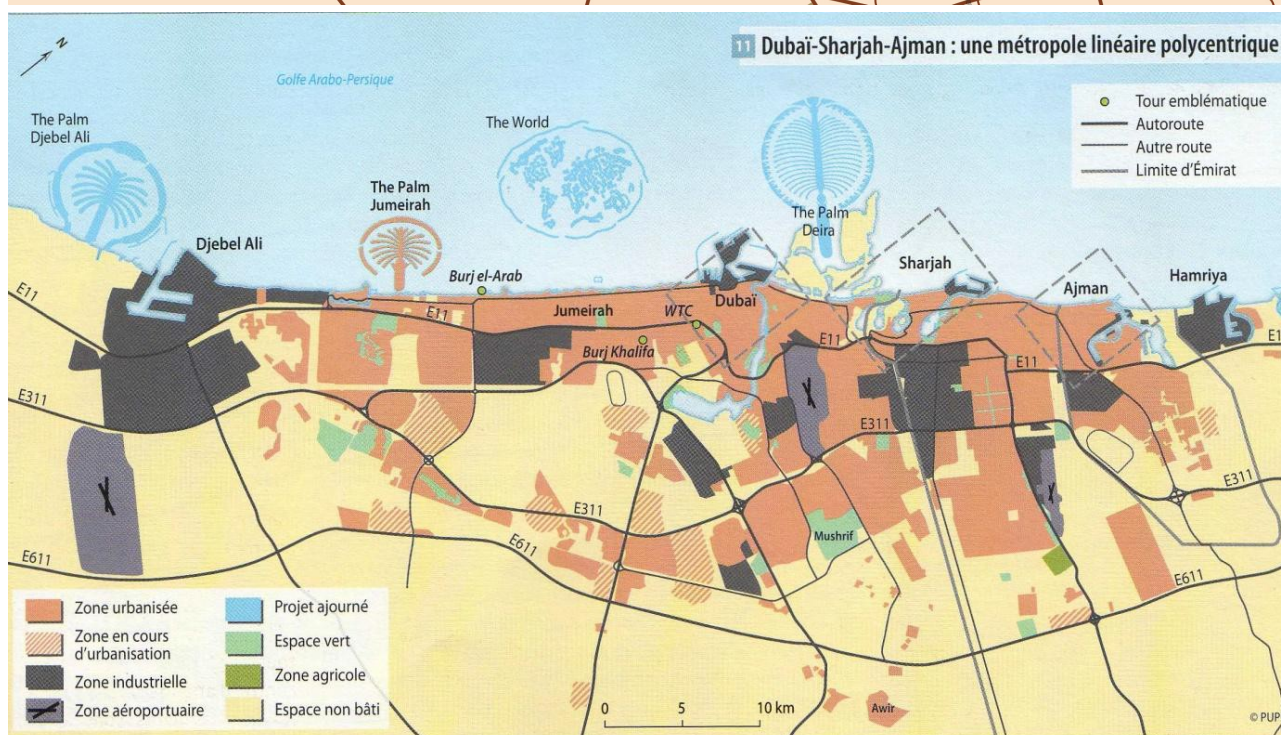 11 Dubaï-Sharjah-Ajman : une métropole linéaire polycentrique
N
Golfe Arabo-Persique
Tour emblématique
Autoroute
Autre route
Limite d'Émirat
The Palm
Djebel Ali
The World
The Palm
Jumeirah
The Palm
Deira
Djebel Ali
Burj el-Arab
Sharjah
Hamriya
Ajman
E11
E11
Jumeirah
WTC
Dubaï
Burj Khalifa
E11
E11
E1
E311
E311
E311
E311
E611
E611
E611
Mushrif
Awir
Zone urbanisée
Zone en cours
d'urbanisation
Zone industrielle
Zone aéroportuaire
Projet ajourné
Espace vert
Zone agricole
Espace non bâti
0 5 10 km
© PUP